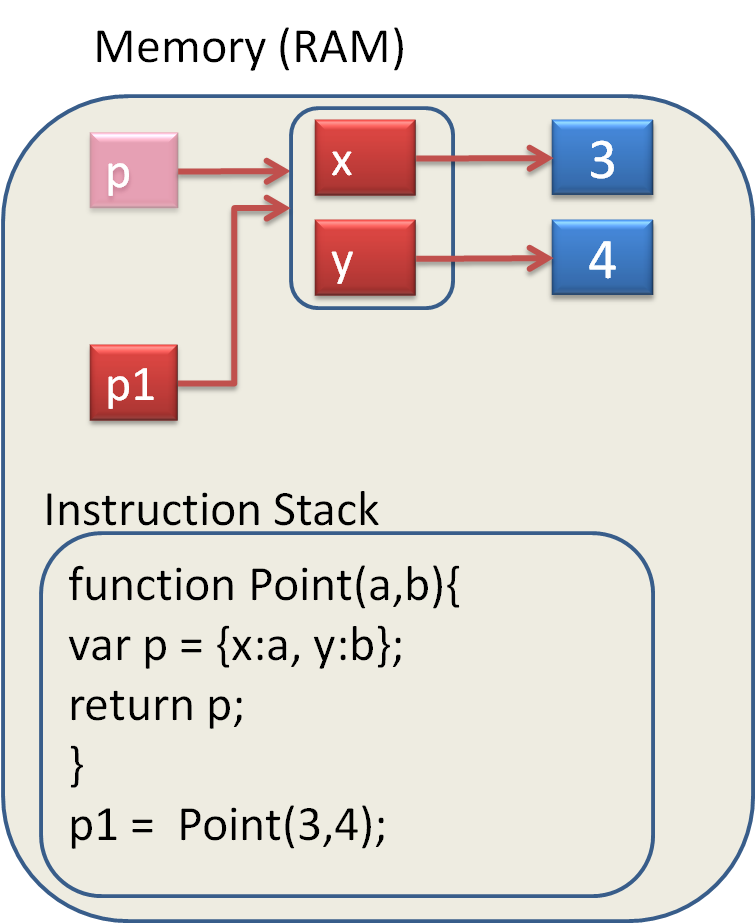 Memory (RAM)
p
x
3
y
4
p1
Instruction Stack
function Point(a,b){
var p = {x:a, y:b};
return p;
}
p1 =  Point(3,4);